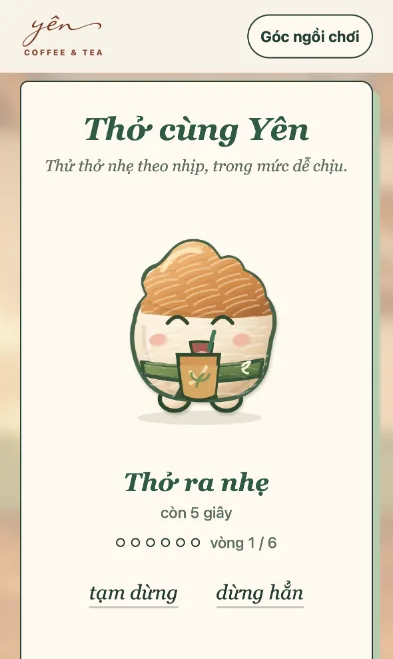 yên
COFFEE & TEA
Góc ngồi chơi
Thở cùng Yên
Thử thở nhẹ theo nhịp, trong mức dễ chịu.
Thở ra nhẹ
còn 5 giây
vòng 1 / 6
tạm dừng
dừng hẳn